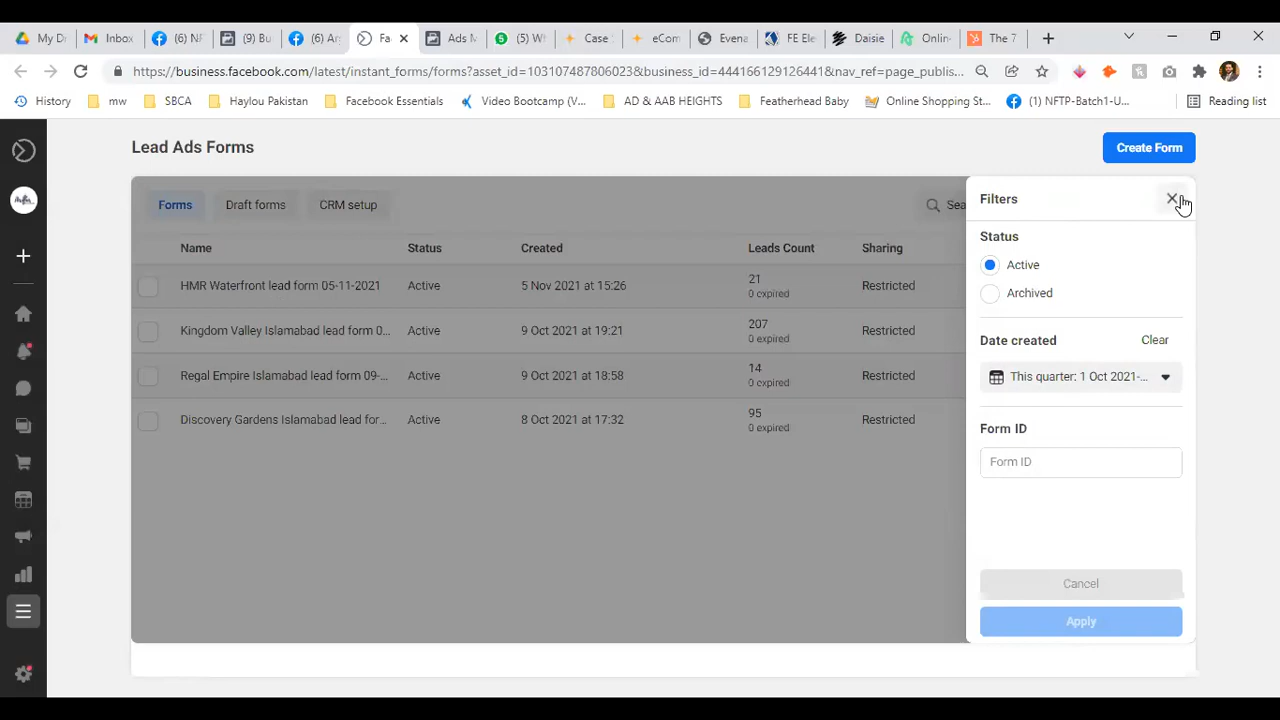 My D
Inbox
(6) NF
(9) Bu
(6) An
Fa
Ads M
(5) W
Case
eCom
Evena
FE Ele
Daisie
Onlin
The 7
https://business.facebook.com/latest/instant_forms/forms?asset_id=103107487806023&business_id=444166129126441&nav_ref=page_publis...
History
mw
SBCA
Haylou Pakistan
Facebook Essentials
Video Bootcamp (V...
AD & AAB HEIGHTS
Featherhead Baby
Online Shopping St...
(1) NFTP-Batch1-U...
Reading list
Lead Ads Forms
Create Form
Forms
Draft forms
CRM setup
Sea
Name
Status
Created
Leads Count
Sharing
HMR Waterfront lead form 05-11-2021
Active
5 Nov 2021 at 15:26
21
0 expired
Restricted
Kingdom Valley Islamabad lead form 0...
Active
9 Oct 2021 at 19:21
207
0 expired
Restricted
Regal Empire Islamabad lead form 09-...
Active
9 Oct 2021 at 18:58
14
0 expired
Restricted
Discovery Gardens Islamabad lead for...
Active
8 Oct 2021 at 17:32
95
0 expired
Restricted
Filters
Status
Active
Archived
Date created
Clear
This quarter: 1 Oct 2021-...
Form ID
Form ID
Cancel
Apply